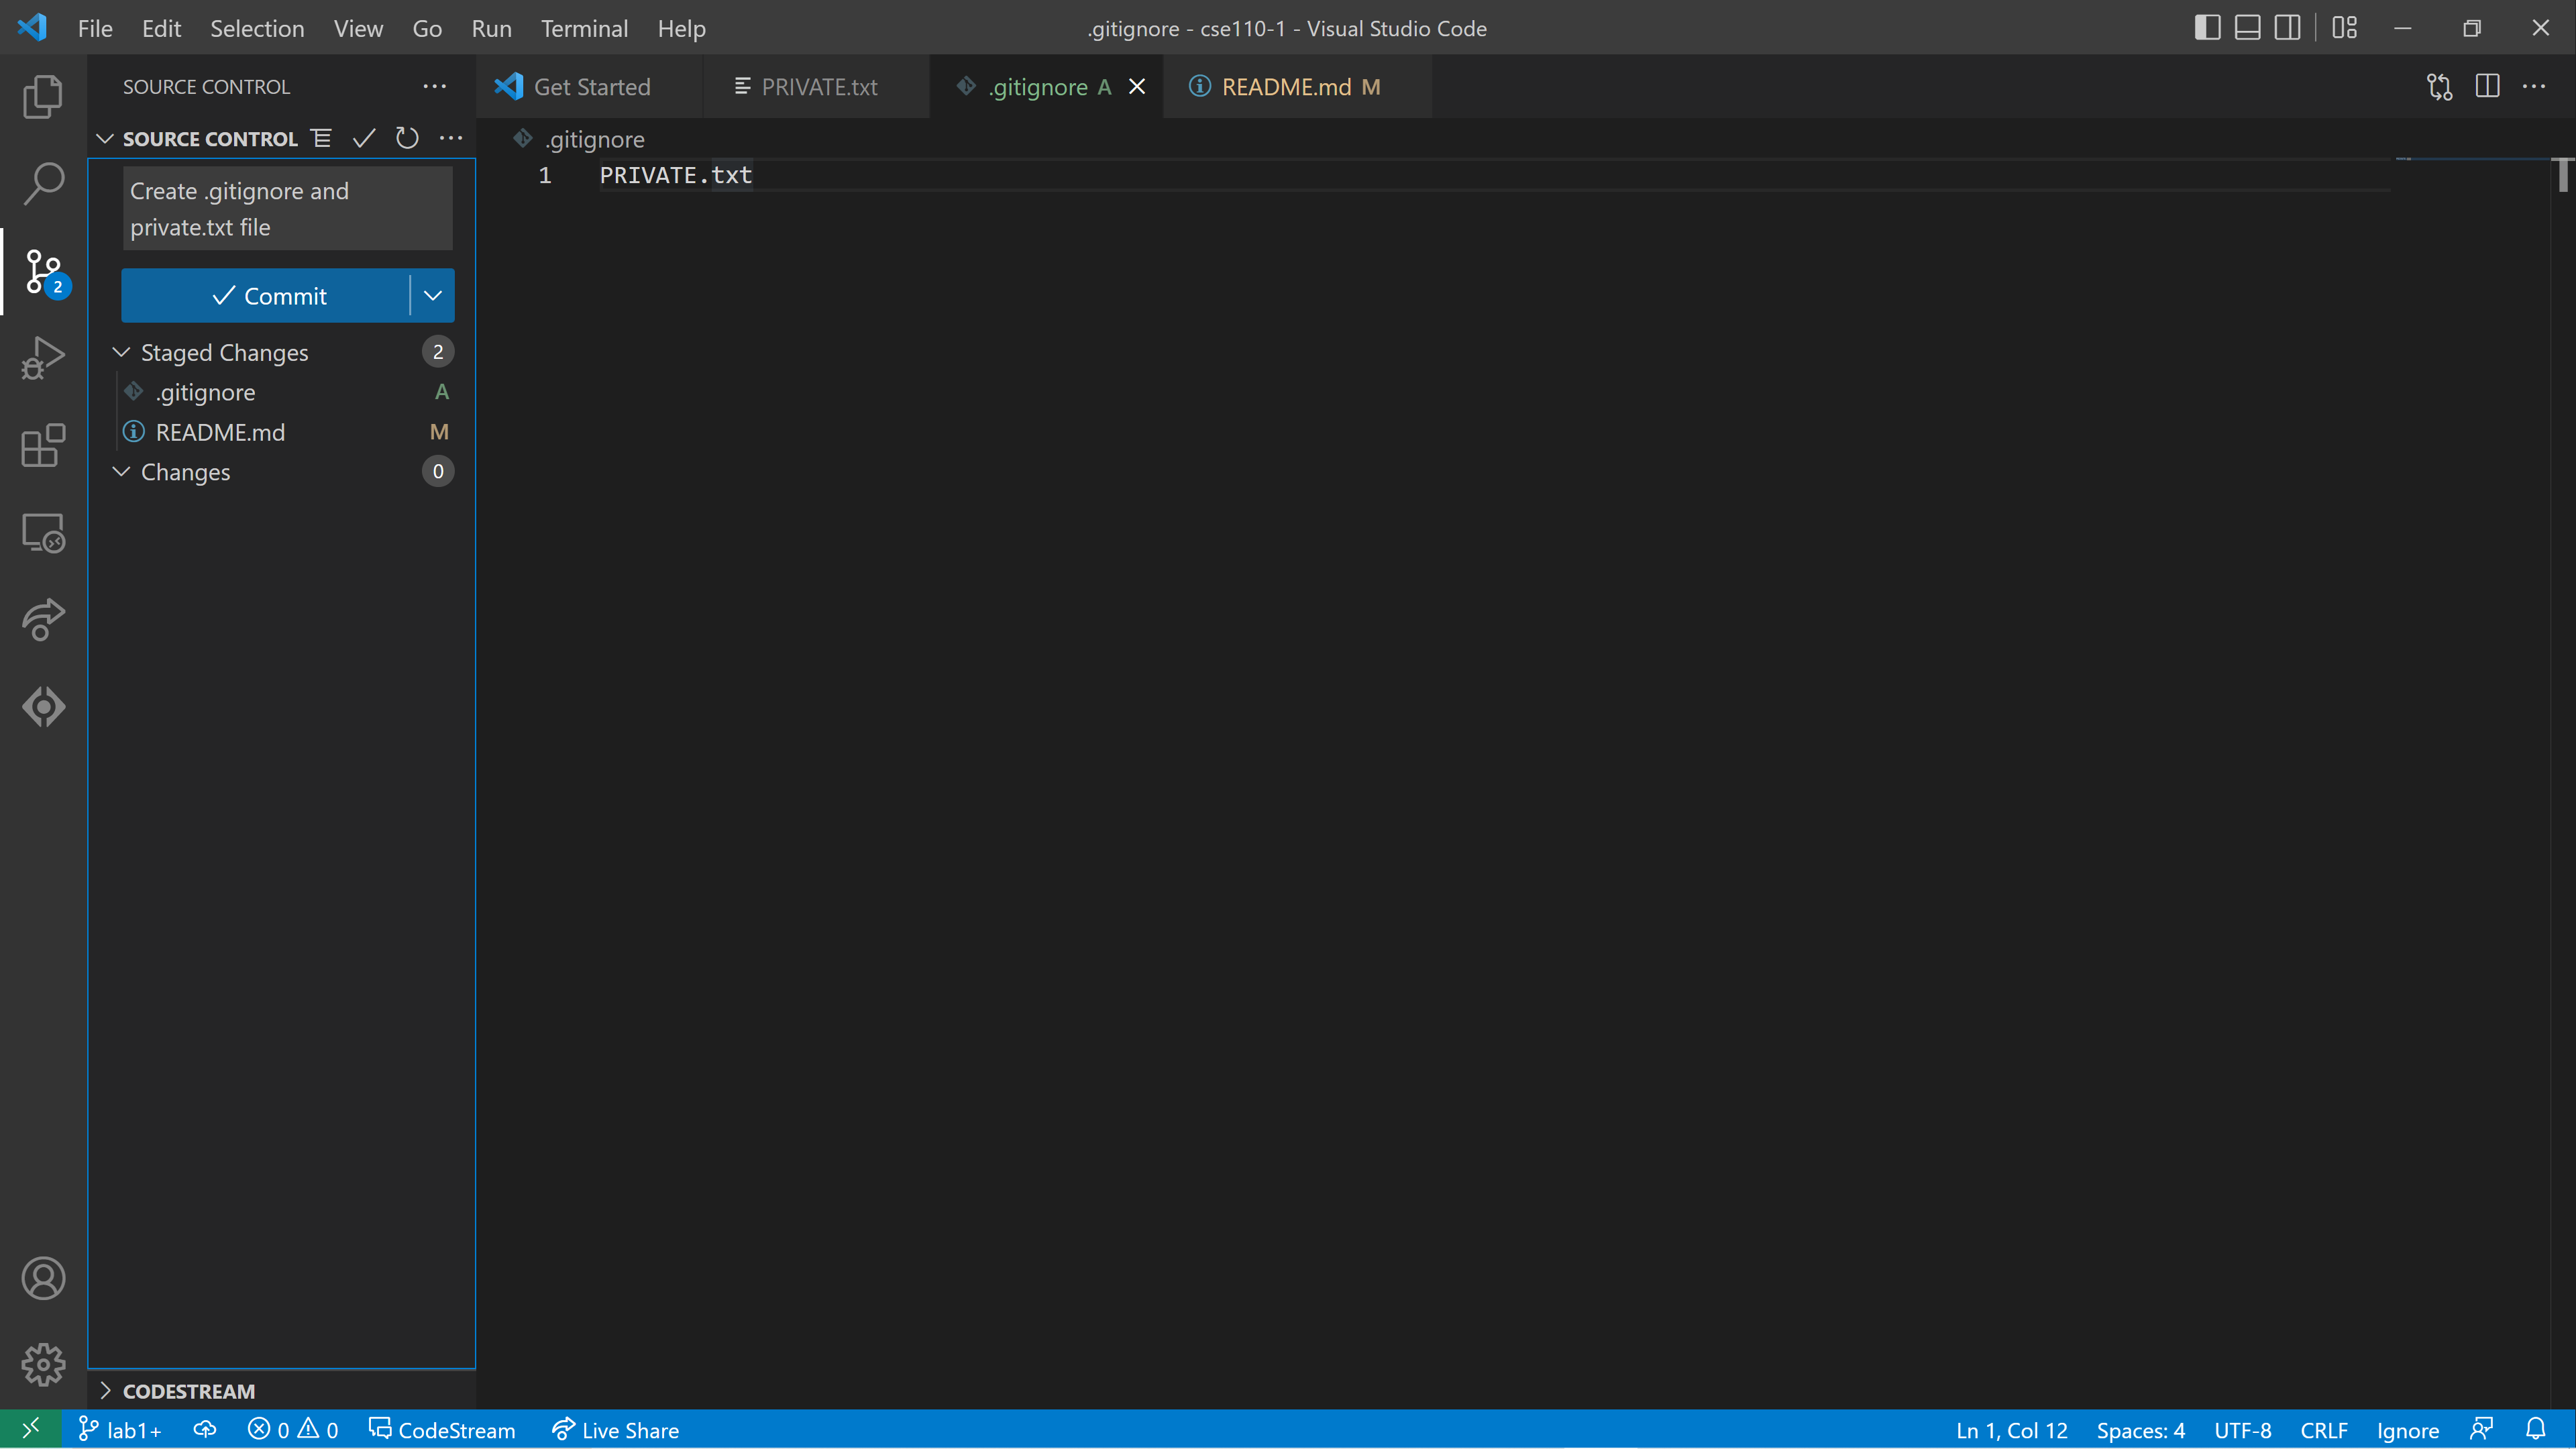 File Edit Selection View Go Run Terminal Help
.gitignore - cse110-1 - Visual Studio Code
SOURCE CONTROL
Get Started
PRIVATE.txt
.gitignore A
README.md M
SOURCE CONTROL
.gitignore
Create .gitignore and
private.txt file
1 PRIVATE.txt
2
Commit
Staged Changes 2
.gitignore A
README.md M
Changes 0
CODESTREAM
lab1+ 0 0 CodeStream Live Share
Ln 1, Col 12 Spaces: 4 UTF-8 CRLF Ignore